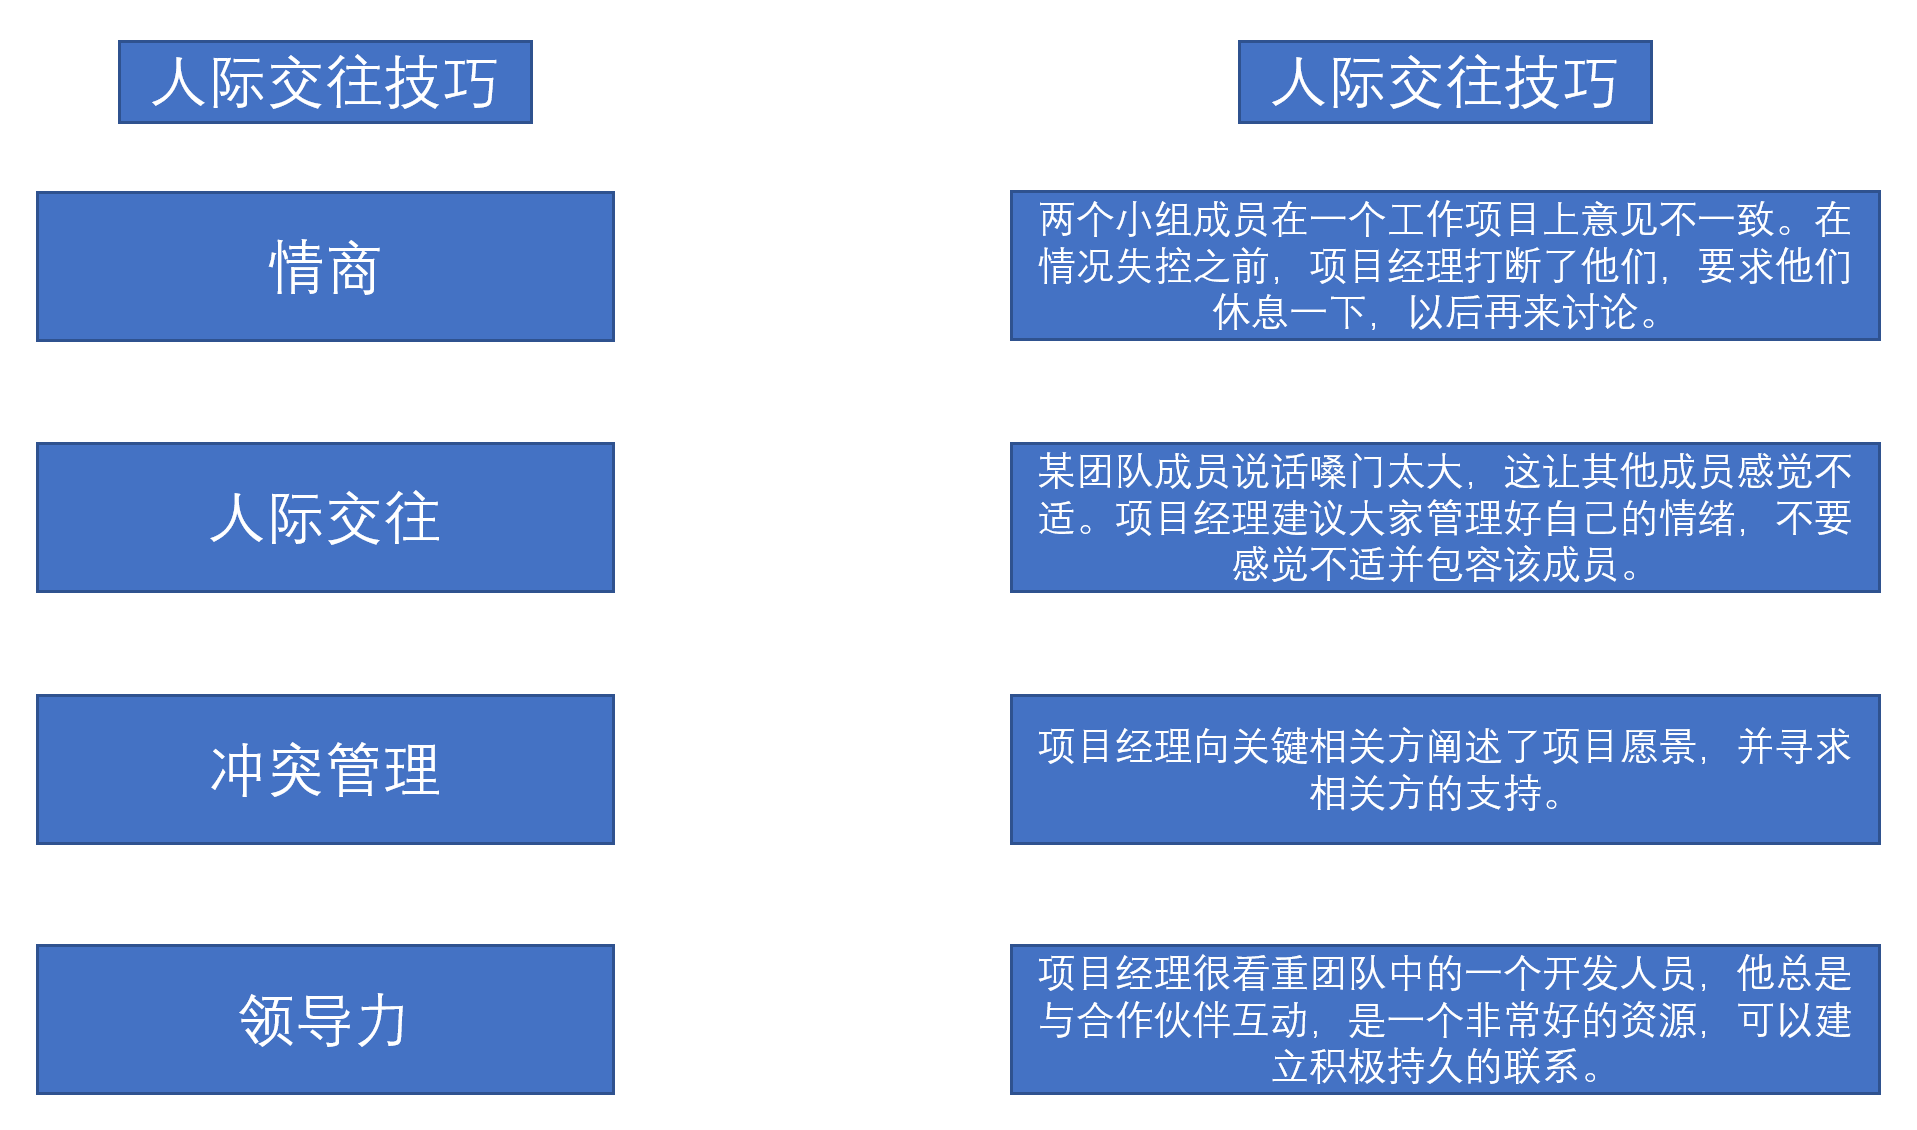 人际交往技巧
人际交往技巧
情商
两个小组成员在一个工作项目上意见不一致。在
情况失控之前，项目经理打断了他们，要求他们
休息一下，以后再来讨论。
人际交往
某团队成员说话嗓门太大，这让其他成员感觉不
适。项目经理建议大家管理好自己的情绪，不要
感觉不适并包容该成员。
冲突管理
项目经理向关键相关方阐述了项目愿景，并寻求
相关方的支持。
领导力
项目经理很看重团队中的一个开发人员，他总是
与合作伙伴互动，是一个非常好的资源，可以建
立积极持久的联系。